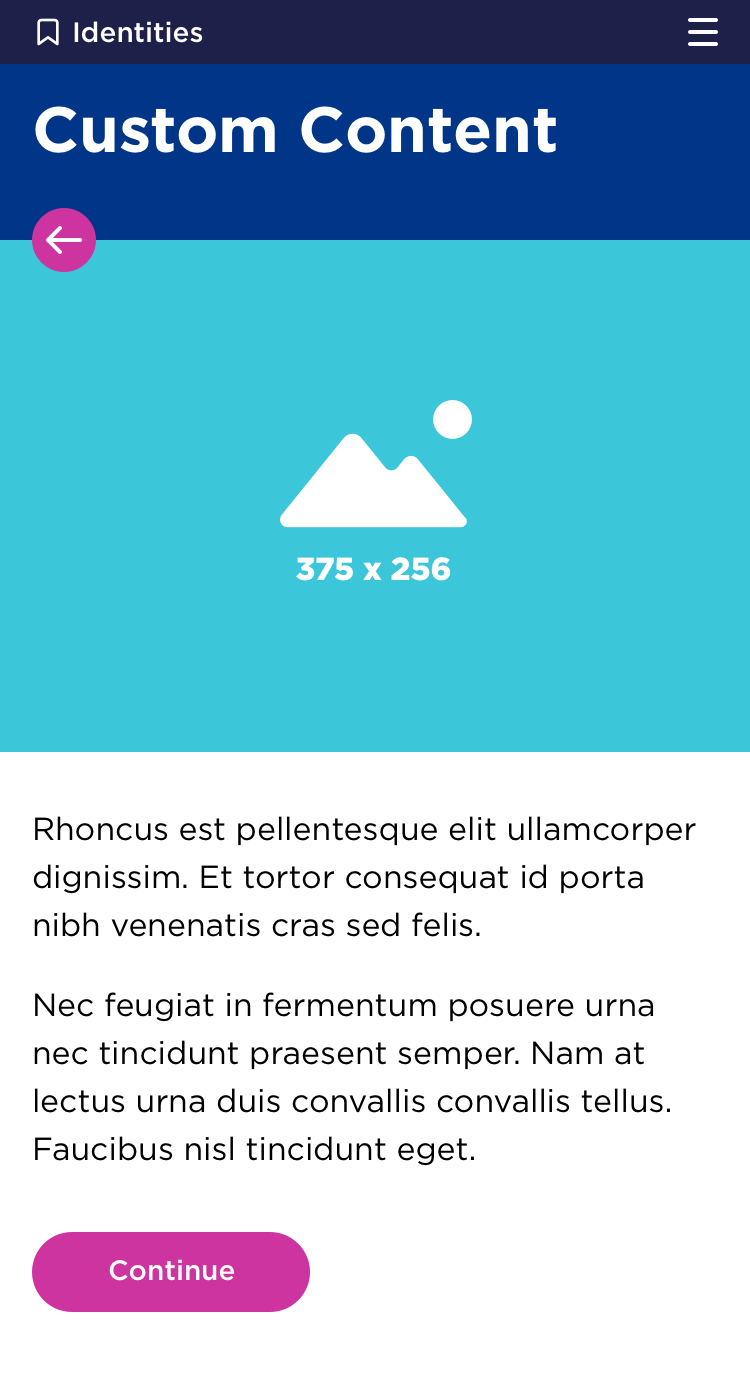 Identities
Custom Content
375 x 256
Rhoncus est pellentesque elit ullamcorper
dignissim. Et tortor consequat id porta
nibh venenatis cras sed felis.
Nec feugiat in fermentum posuere urna
nec tincidunt praesent semper. Nam at
lectus urna duis convallis convallis tellus.
Faucibus nisl tincidunt eget.
Continue